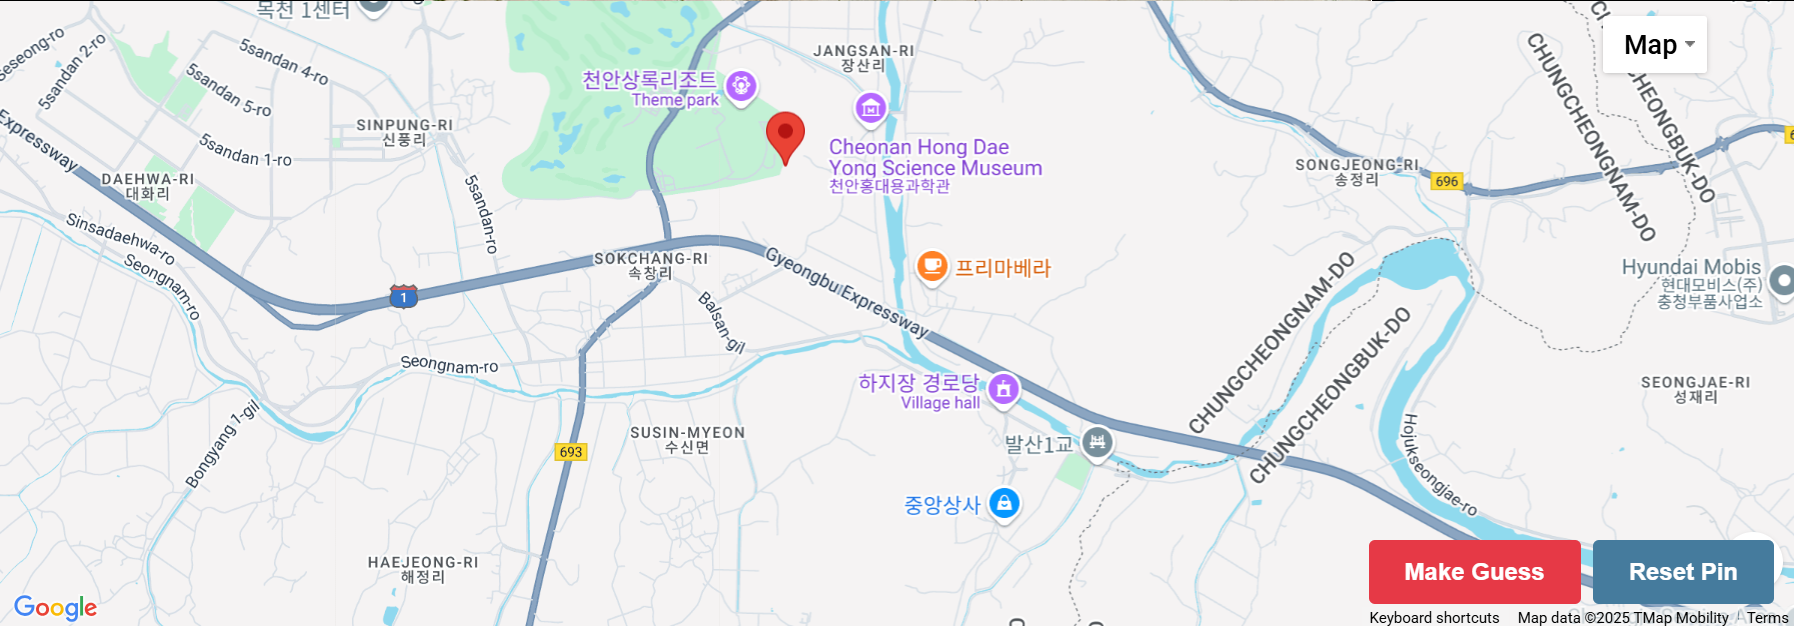 목천 1센터
Seseong-ro
5sandan 2-ro
5sandan 4-ro
5sandan 5-ro
5sandan 1-ro
Expressway
SINPUNG-RI
신풍리
DAEHWA-RI
대화리
Sinsadaehwa-ro
Seongnam-ro
5sandan-ro
1
천안상록리조트
Theme park
JANGSAN-RI
장산리
Cheonan Hong Dae
Yong Science Museum
천안홍대용과학관
SOKCHANG-RI
속창리
Gyeongbu Expressway
프리마베라
Balsan-gil
Seongnam-ro
Bongyang 1-gil
693
SUSIN-MYEON
수신면
하지장 경로당
Village hall
발산1교
중앙상사
HAEJEONG-RI
해정리
SONGJEONG-RI
송정리
696
CHUNGCHEONGNAM-DO
CHEONGBUK-DO
CHUNGCHEONGNAM-DO
CHUNGCHEONGBUK-DO
Hyundai Mobis
현대모비스(주)
충청부품사업소
SEONGJAE-RI
성재리
Hojukseongjae-ro
Map
Make Guess
Reset Pin
Google
Keyboard shortcuts
Map data ©2025 TMap Mobility
Terms